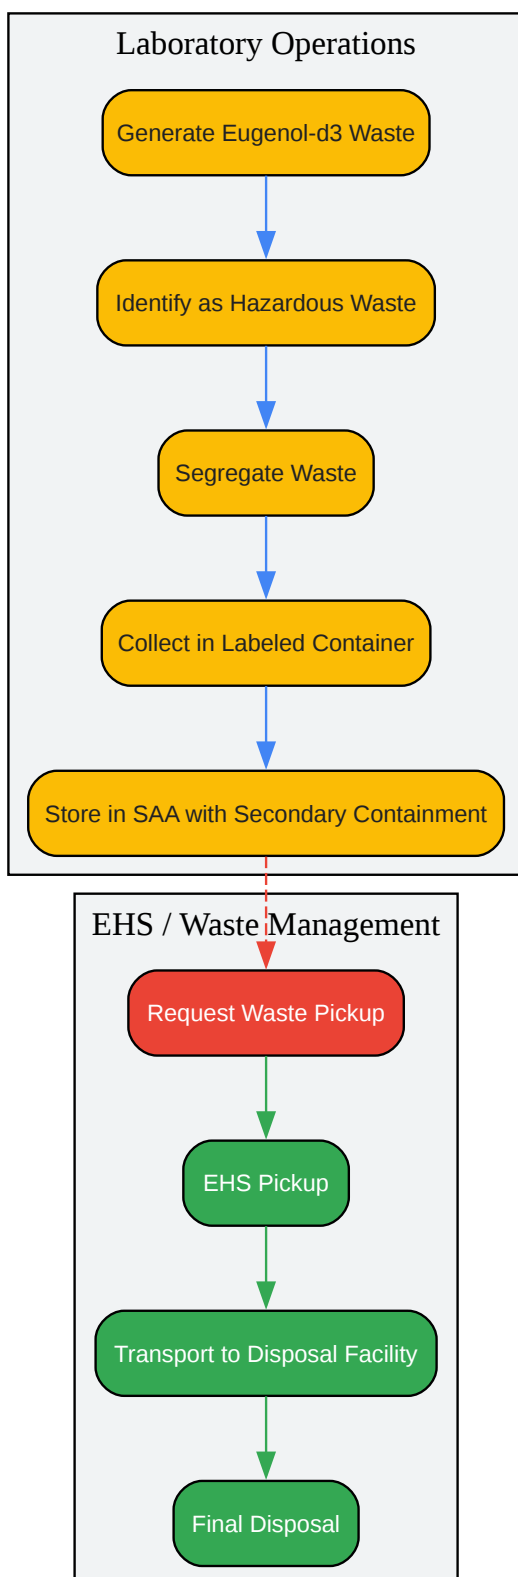 Laboratory Operations
Generate Eugenol-d3 Waste
Identify as Hazardous Waste
Segregate Waste
Collect in Labeled Container
Store in SAA with Secondary Containment
EHS / Waste Management
Request Waste Pickup
EHS Pickup
Transport to Disposal Facility
Final Disposal